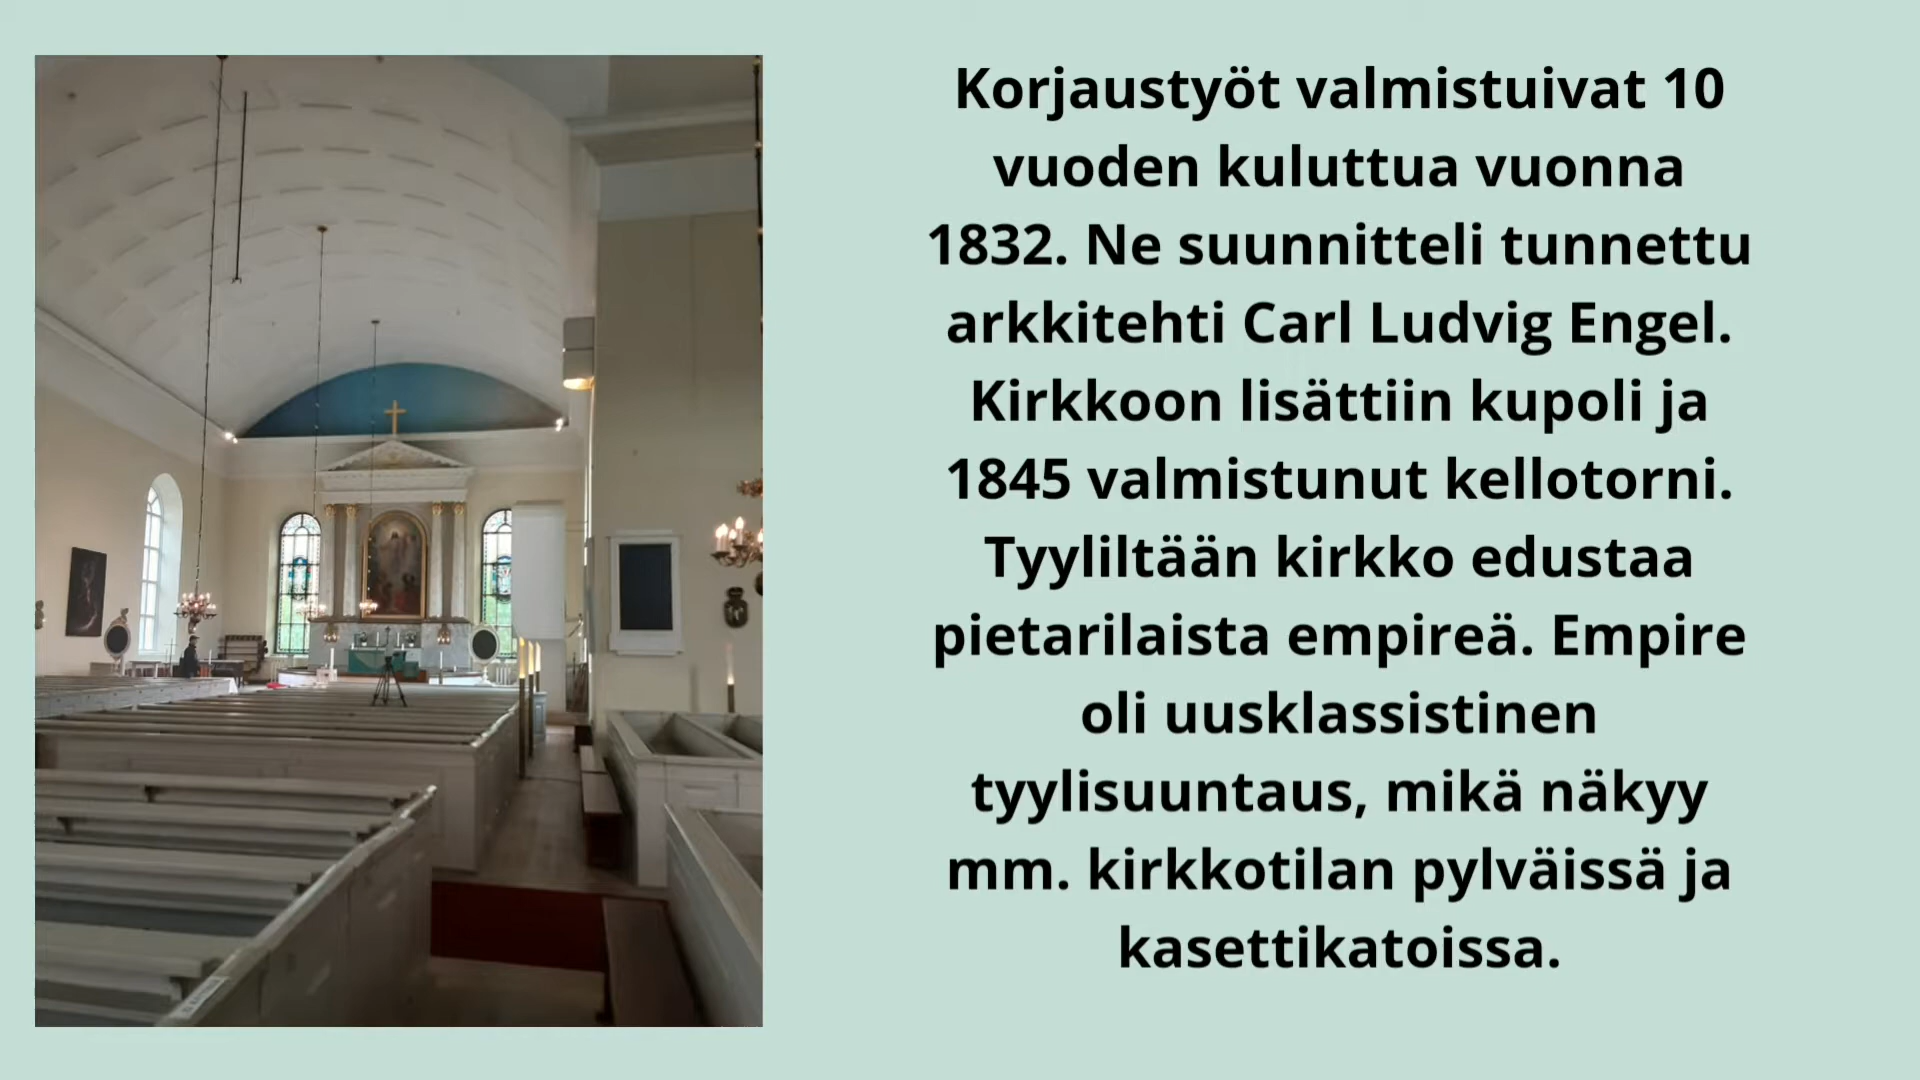 Korjaustyöt valmistuivat 10
vuoden kuluttua vuonna
1832. Ne suunnitteli tunnettu
arkkitehti Carl Ludvig Engel.
Kirkkoon lisättiin kupoli ja
1845 valmistunut kellotorni.
Tyyliltään kirkko edustaa
pietarilaista empireä. Empire
oli uusklassistinen
tyylisuuntaus, mikä näkyy
mm. kirkkotilan pylväissä ja
kasettikatoissa.